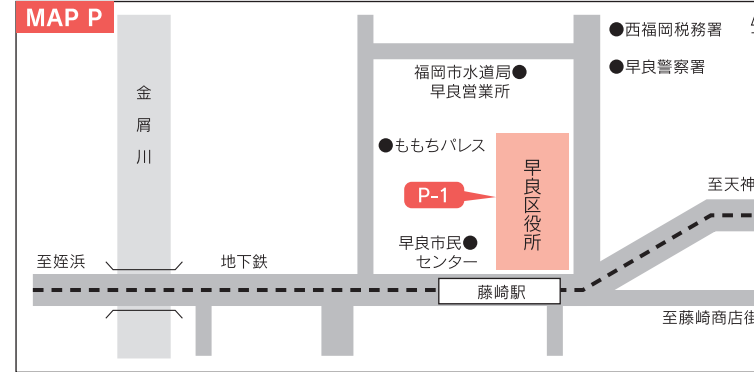 MAP P
西福岡税務署
早良警察署
福岡市水道局
早良営業所
金屑川
ももちパレス
早良区役所
P-1
至天神
早良市民
センター
至姪浜
地下鉄
藤崎駅
至藤崎商店街